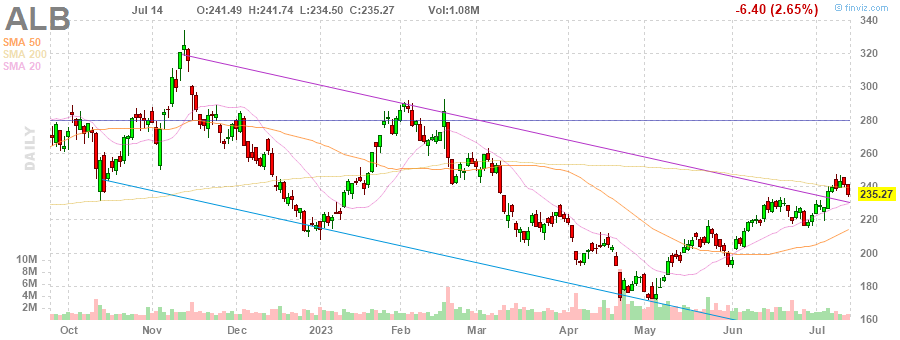 ALB Jul 14 O:241.49 H:241.74 L:234.50 C:235.27 Vol:1.08M -6.40 (2.65%) © finviz.com
SMA 50
SMA 200
SMA 20
DAILY
340
320
300
280
260
240
235.27
220
200
180
160
10M
8M
6M
4M
2M
Oct Nov Dec 2023 Feb Mar Apr May Jun Jul